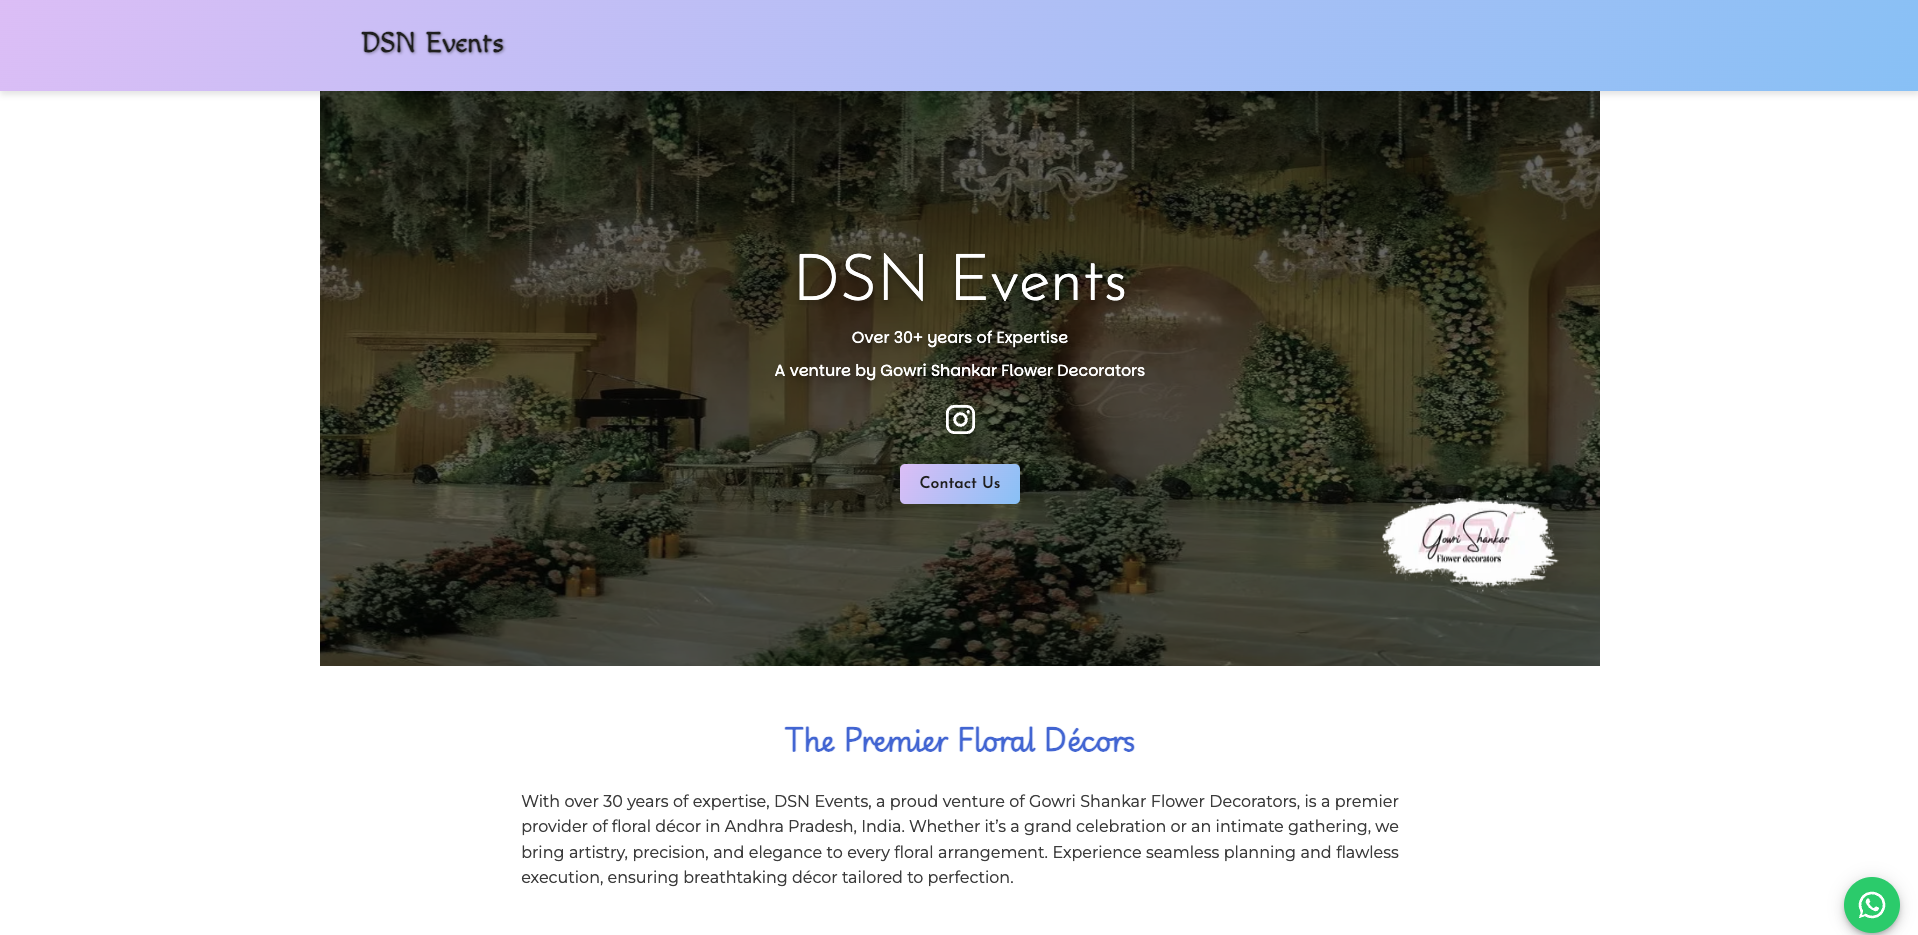 DSN Events
DSN Events
Over 30+ years of Expertise
A venture by Gowri Shankar Flower Decorators
Contact Us
DSN
Gowri Shankar
Flower decorators
The Premier Floral Décors
With over 30 years of expertise, DSN Events, a proud venture of Gowri Shankar Flower Decorators, is a premier
provider of floral décor in Andhra Pradesh, India. Whether it’s a grand celebration or an intimate gathering, we
bring artistry, precision, and elegance to every floral arrangement. Experience seamless planning and flawless
execution, ensuring breathtaking décor tailored to perfection.